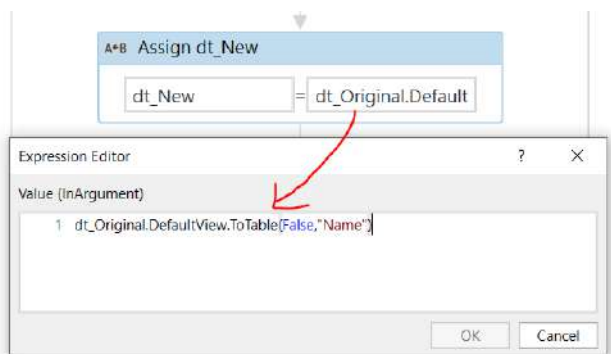 A+B Assign dt_New
dt_New = dt_Original.Default
Expression Editor ? ×
Value (InArgument)
1 dt_Original.DefaultView.ToTable(False,"Name")
OK Cancel